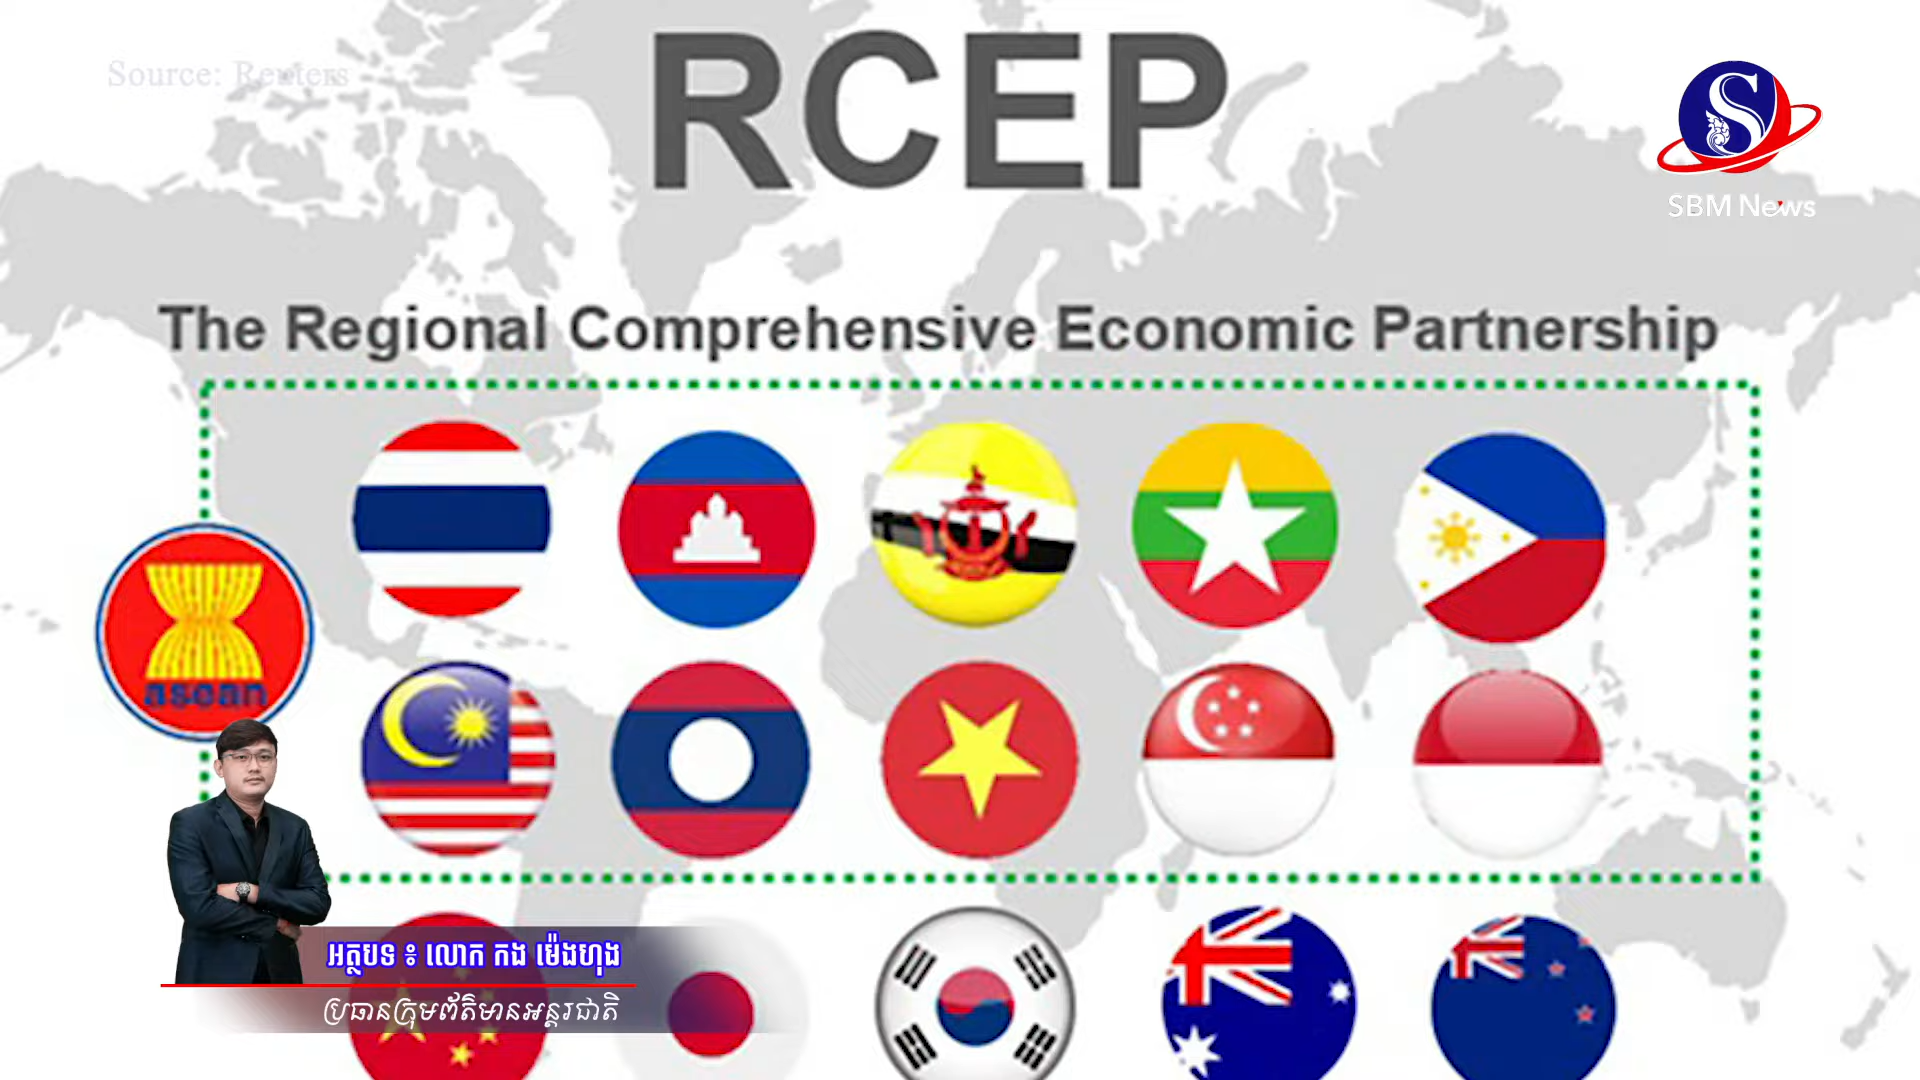 Source: Reuters
RCEP
SBM News
The Regional Comprehensive Economic Partnership
asean
អត្ថបទ ៖ លោក កង ម៉េងហុង
ប្រធានក្រុមព័ត៌មានអន្តរជាតិ